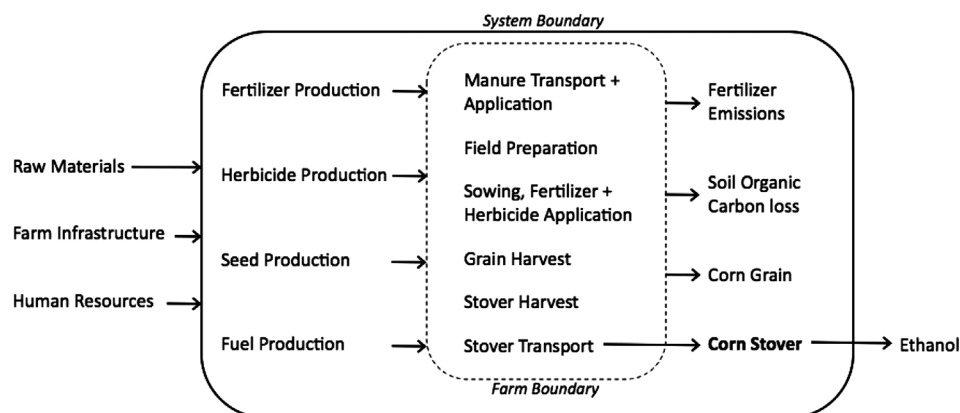 System Boundary
Raw Materials
Farm Infrastructure
Human Resources
Fertilizer Production
Herbicide Production
Seed Production
Fuel Production
Manure Transport +
Application
Field Preparation
Sowing, Fertilizer +
Herbicide Application
Grain Harvest
Stover Harvest
Stover Transport
Farm Boundary
Fertilizer
Emissions
Soil Organic
Carbon loss
Corn Grain
Corn Stover
Ethanol